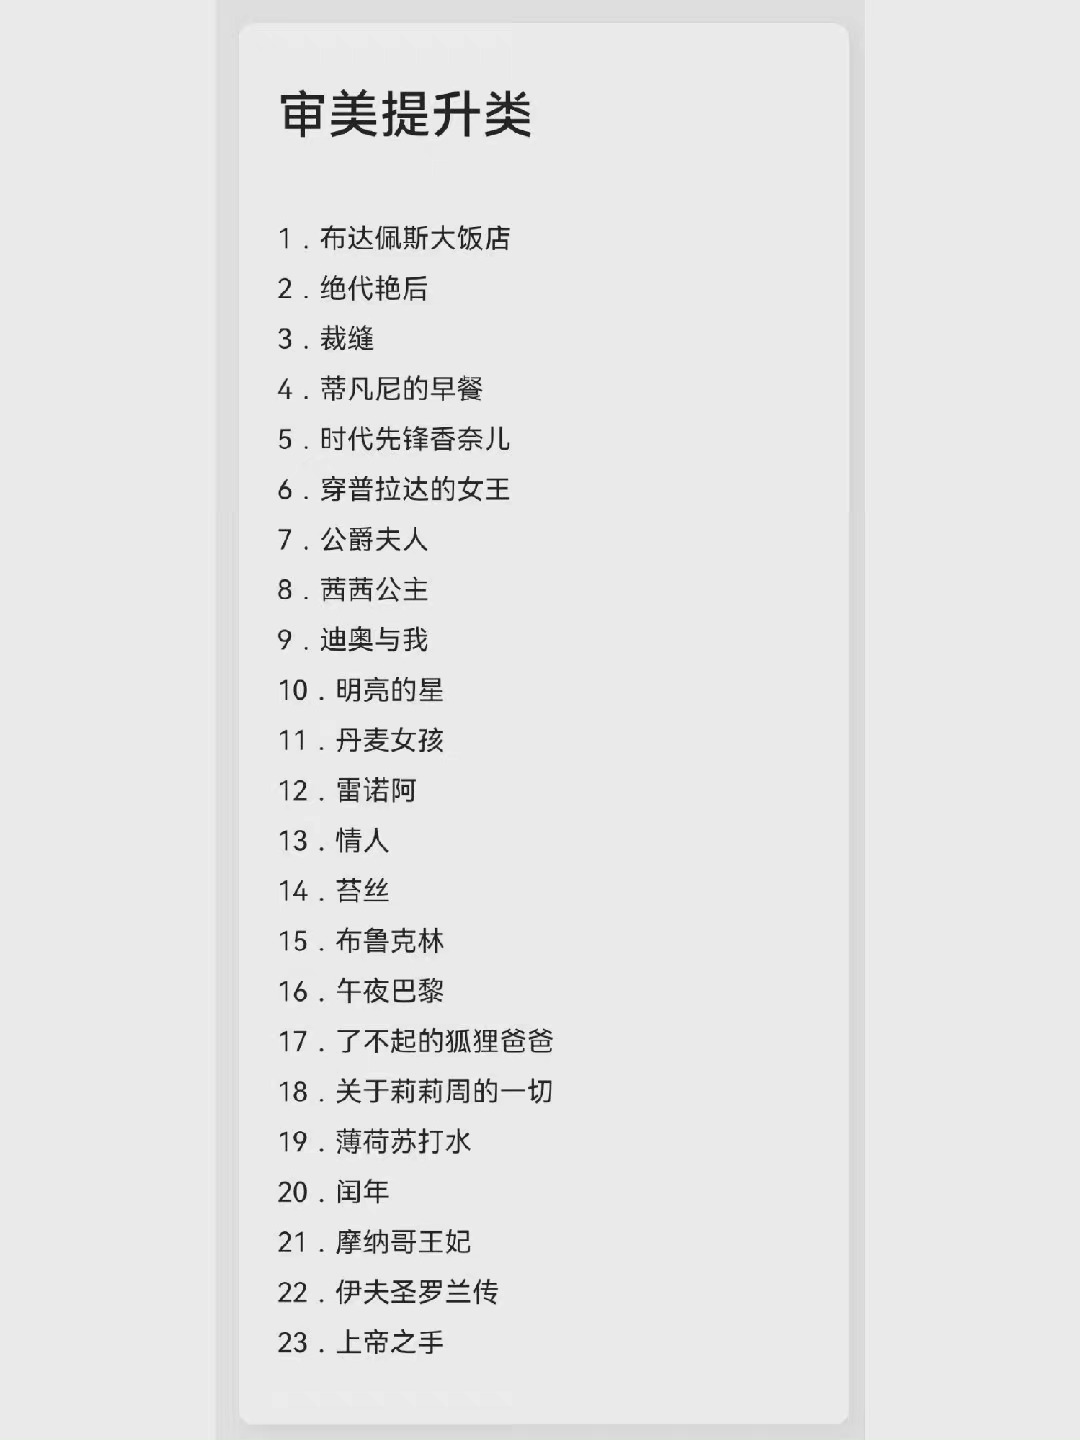 审美提升类
1.布达佩斯大饭店
2.绝代艳后
3.裁缝
4.蒂凡尼的早餐
5.时代先锋香奈儿
6.穿普拉达的女王
7.公爵夫人
8.茜茜公主
9.迪奥与我
10.明亮的星
11.丹麦女孩
12.雷诺阿
13.情人
14.苔丝
15.布鲁克林
16.午夜巴黎
17.了不起的狐狸爸爸
18.关于莉莉周的一切
19.薄荷苏打水
20.闰年
21.摩纳哥王妃
22.伊夫圣罗兰传
23.上帝之手